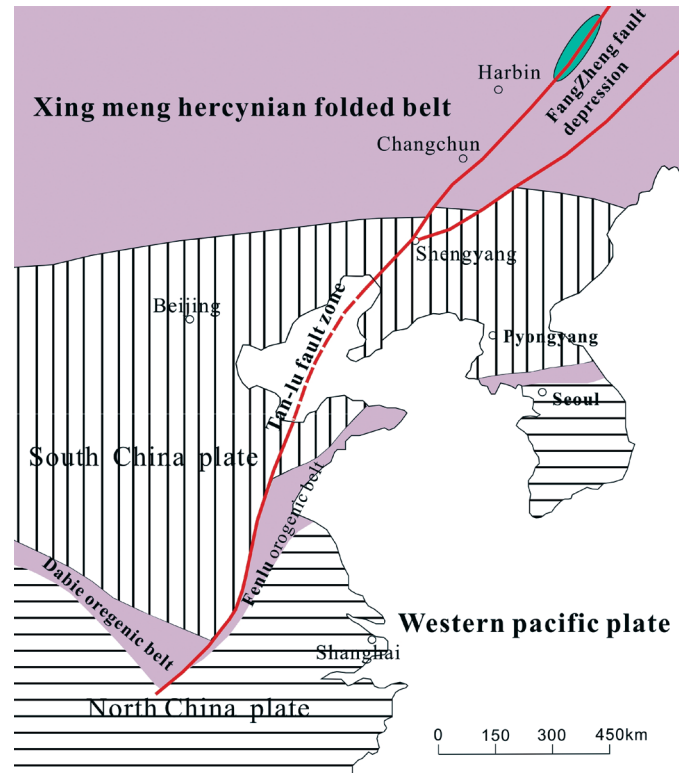 Harbin
FangZheng fault
depression
Xing meng hercynian folded belt
Changchun
Shengyang
Beijing
Tan-lu fault zone
Pyongyang
Seoul
South China plate
Fenlu orogenic belt
Dabie oregenic belt
Western pacific plate
Shanghai
North China plate
0 150 300 450km